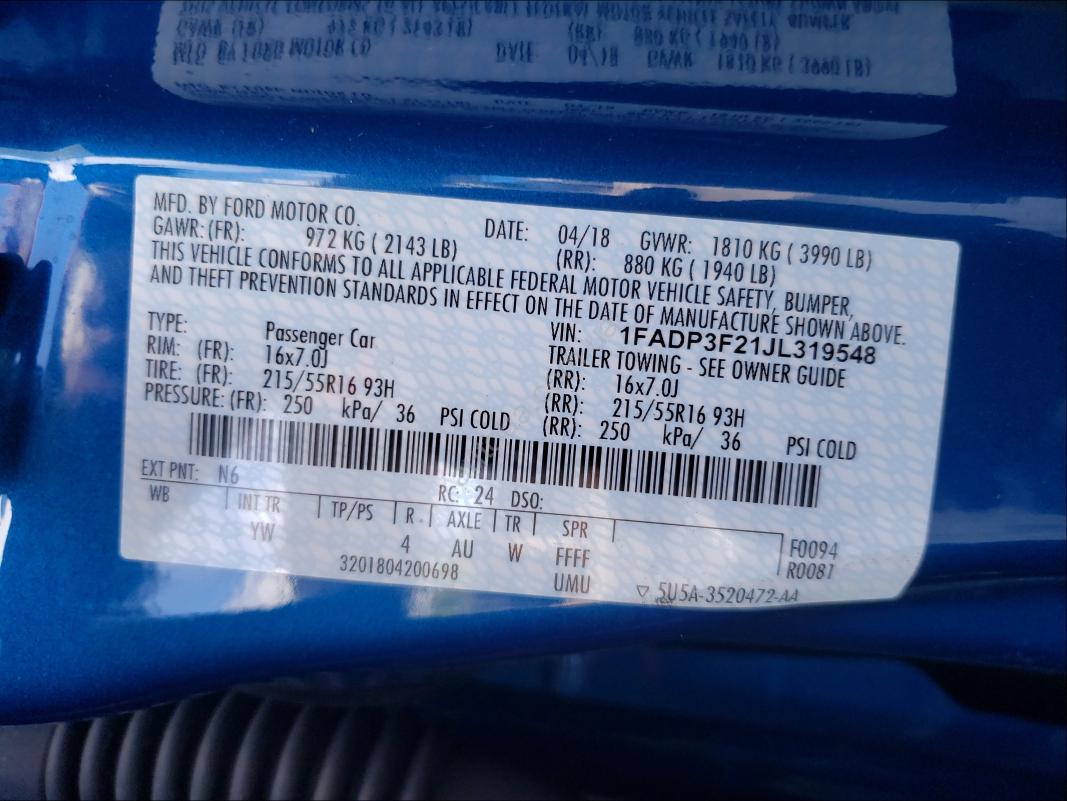 MFD. BY FORD MOTOR CO. DATE: 04/18 GVWR: 1810 KG ( 3990 LB)
GAWR: (FR): 972 KG ( 2143 LB) (RR): 880 KG ( 1940 LB)
THIS VEHICLE CONFORMS TO ALL APPLICABLE FEDERAL MOTOR VEHICLE SAFETY, BUMPER,
AND THEFT PREVENTION STANDARDS IN EFFECT ON THE DATE OF MANUFACTURE SHOWN ABOVE.
VIN: 1FADP3F21JL319548
TYPE: Passenger Car TRAILER TOWING - SEE OWNER GUIDE
RIM: (FR): 16x7.0J (RR): 16x7.0J
TIRE: (FR): 215/55R16 93H (RR): 215/55R16 93H
PRESSURE: (FR): 250 kPa/ 36 PSI COLD (RR): 250 kPa/ 36 PSI COLD
EXT PNT: N6 RC: 24 DSO:
WB INT TR TP/PS R AXLE TR SPR
YW 4 AU W FFFF F0094
3201804200698 UMU R0081
▽ 5U5A-3520472-AA